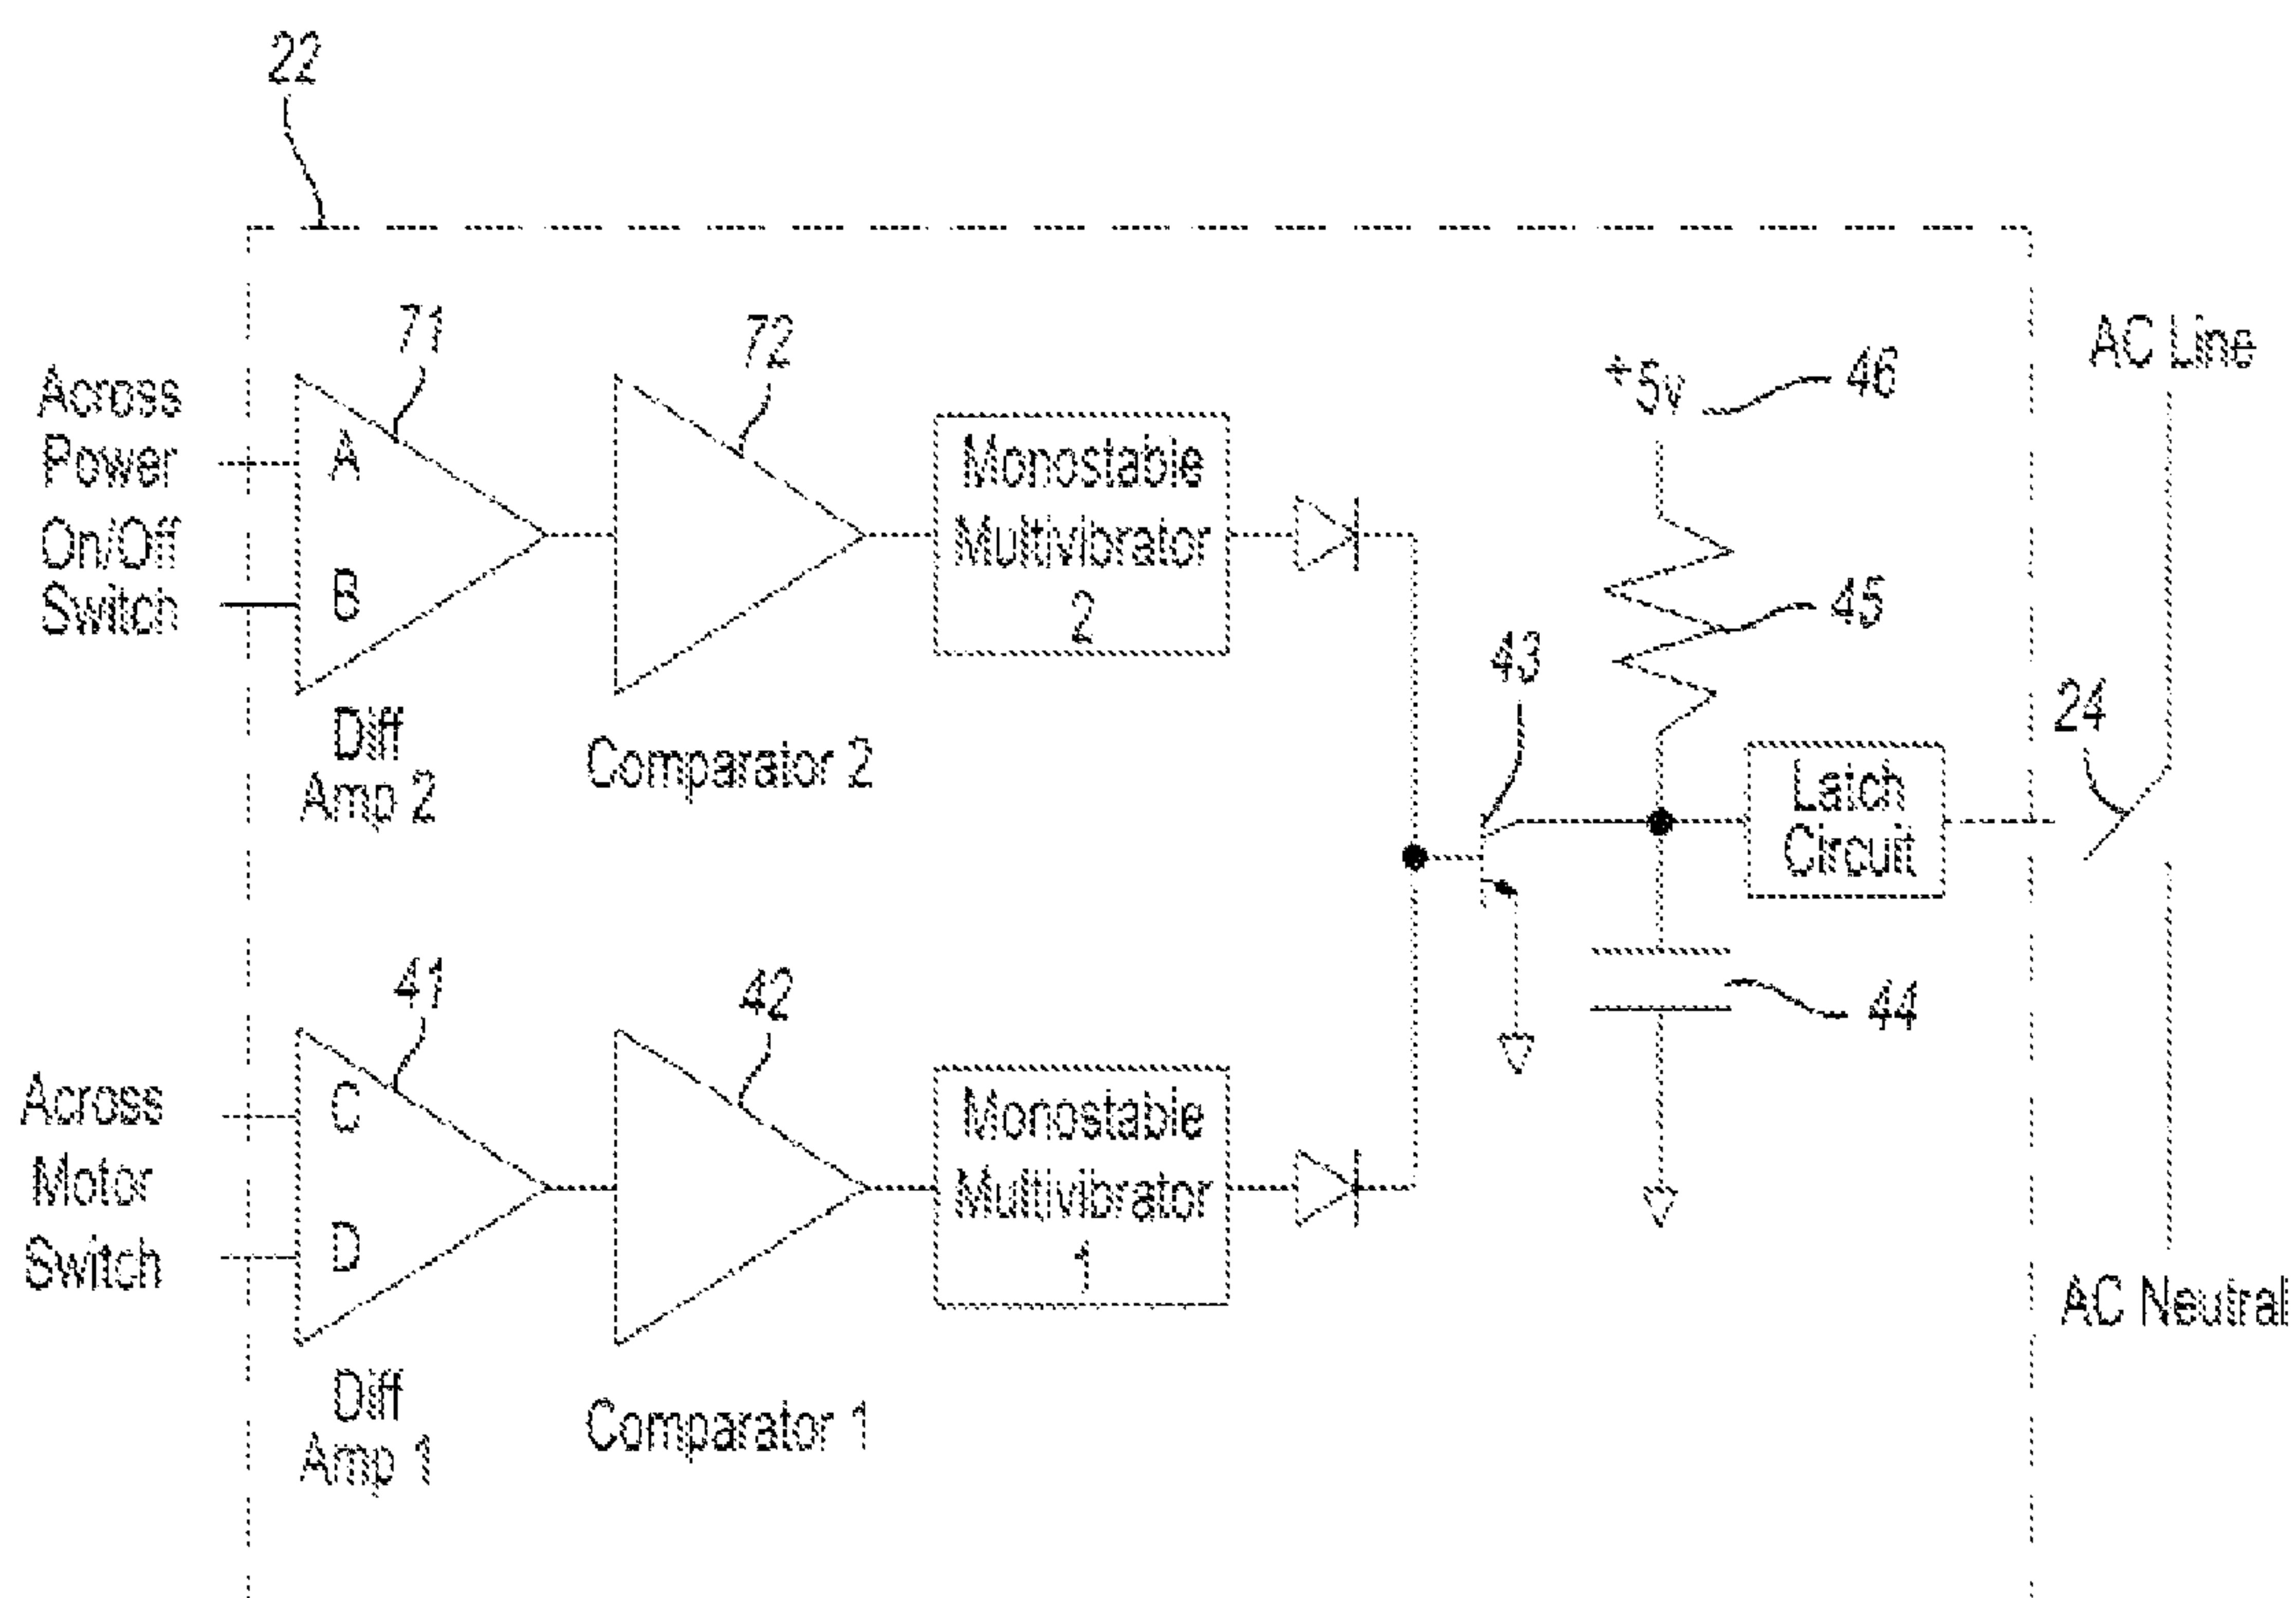 22
71
72
Across
Power
On/Off
Switch
A
B
Monostable
Multivibrator
2
Diff
Amp 2
Comparator 2
+5v
46
45
43
AC Line
24
Latch
Circuit
44
41
42
Across
Motor
Switch
C
D
Monostable
Multivibrator
1
Diff
Amp 1
Comparator 1
AC Neutral